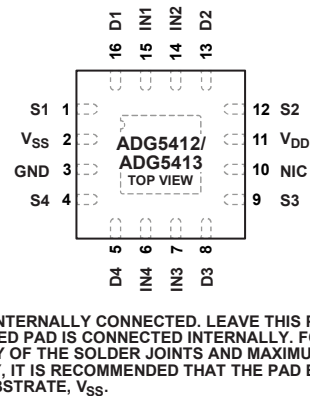 D1 IN1 IN2 D2
16 15 14 13
S1 1 12 S2
VSS 2 11 VDD
GND 3 10 NIC
S4 4 9 S3
ADG5412/
ADG5413
TOP VIEW
5 6 7 8
D4 IN4 IN3 D3
NTERNALLY CONNECTED. LEAVE THIS
ED PAD IS CONNECTED INTERNALLY.
Y OF THE SOLDER JOINTS AND
, IT IS RECOMMENDED THAT THE PAD
BSTRATE, VSS.